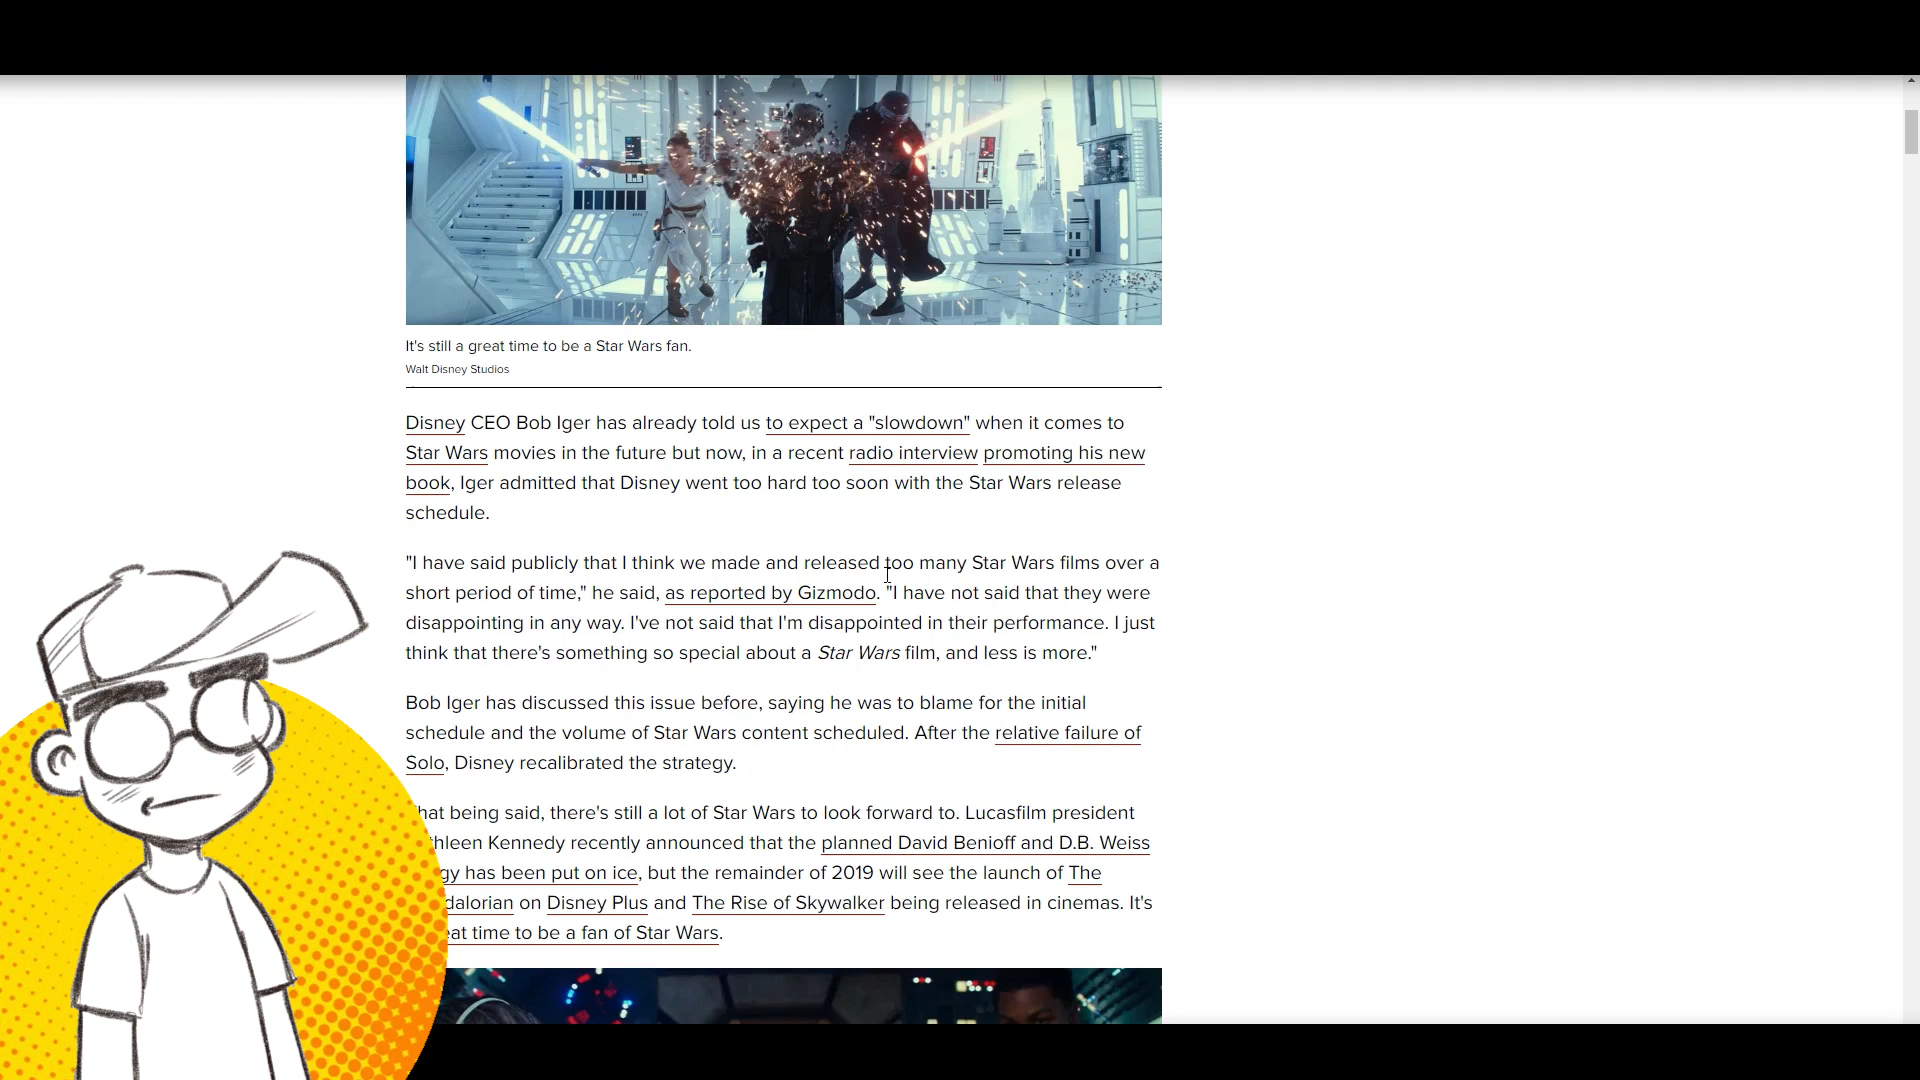 It's still a great time to be a Star Wars fan.
Walt Disney Studios
Disney CEO Bob Iger has already told us to expect a "slowdown" when it comes to
Star Wars movies in the future but now, in a recent radio interview promoting his new
book, Iger admitted that Disney went too hard too soon with the Star Wars release
schedule.
"I have said publicly that I think we made and released too many Star Wars films over a
short period of time," he said, as reported by Gizmodo. "I have not said that they were
disappointing in any way. I've not said that I'm disappointed in their performance. I just
think that there's something so special about a Star Wars film, and less is more."
Bob Iger has discussed this issue before, saying he was to blame for the initial
schedule and the volume of Star Wars content scheduled. After the relative failure of
Solo, Disney recalibrated the strategy.
hat being said, there's still a lot of Star Wars to look forward to. Lucasfilm president
hleen Kennedy recently announced that the planned David Benioff and D.B. Weiss
gy has been put on ice, but the remainder of 2019 will see the launch of The
dalorian on Disney Plus and The Rise of Skywalker being released in cinemas. It's
eat time to be a fan of Star Wars.